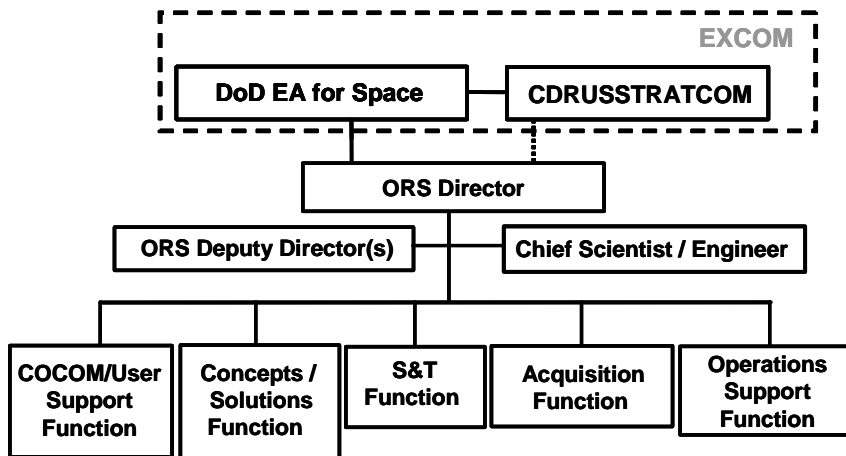 EXCOM
DoD EA for Space
CDRUSSTRATCOM
ORS Director
ORS Deputy Director(s)
Chief Scientist / Engineer
COCOM/User
Support
Function
Concepts /
Solutions
Function
S&T
Function
Acquisition
Function
Operations
Support
Function